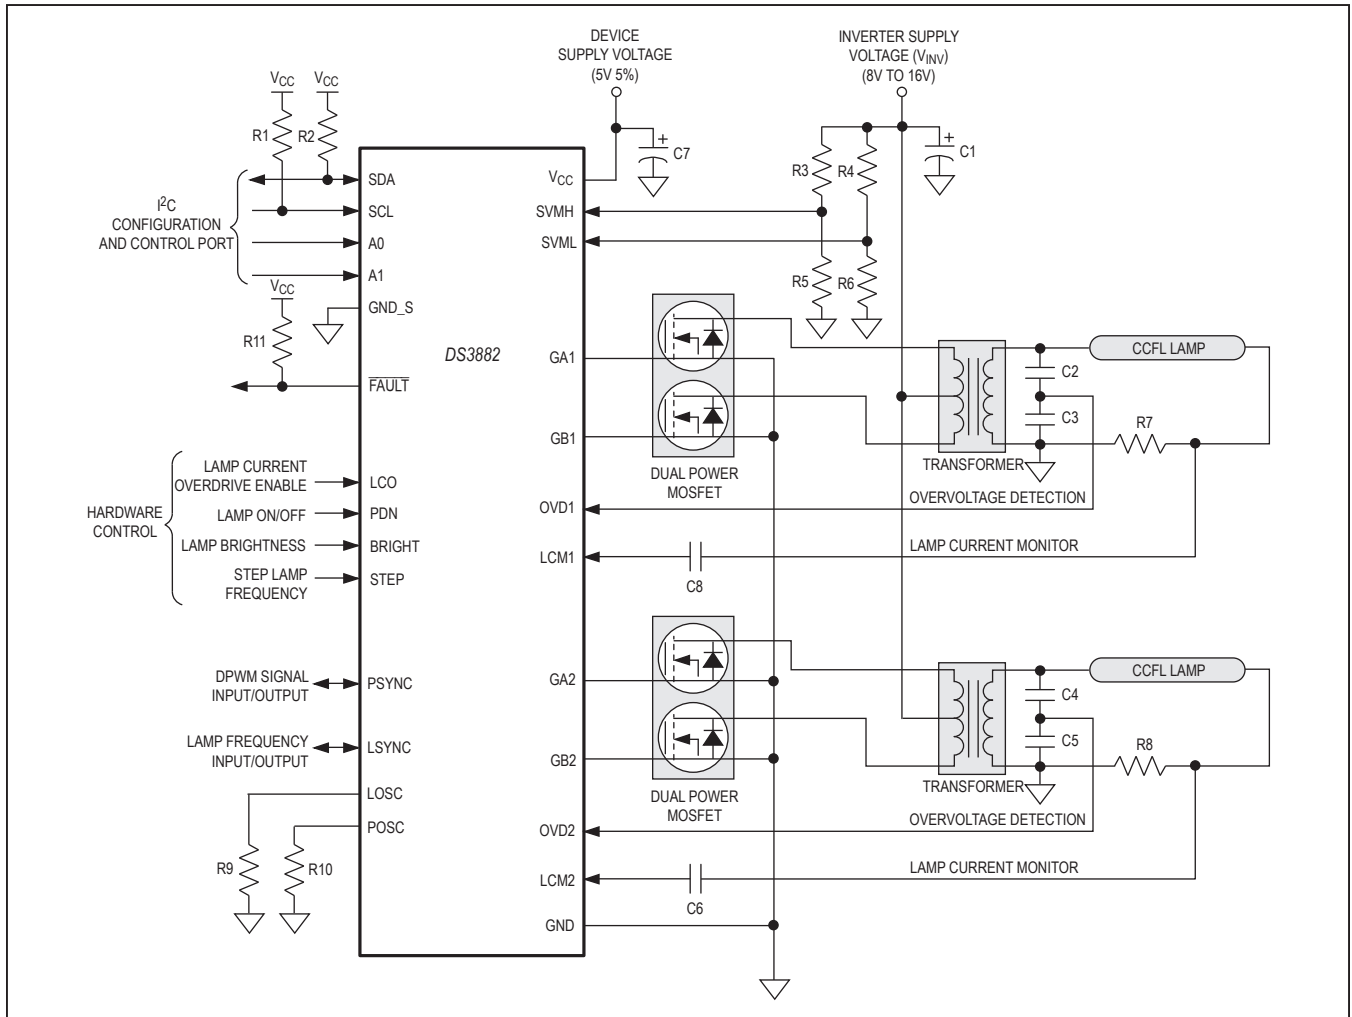 DEVICE
SUPPLY VOLTAGE
(5V 5%)
INVERTER SUPPLY
VOLTAGE (VINV)
(8V TO 16V)
VCC
VCC
R1
R2
C7
C1
R3
R4
R5
R6
I2C
CONFIGURATION
AND CONTROL PORT
SDA
SCL
A0
A1
GND_S
VCC
R11
FAULT
DS3882
VCC
SVMH
SVML
GA1
GB1
OVD1
LCM1
GA2
GB2
OVD2
LCM2
GND
HARDWARE
CONTROL
LAMP CURRENT
OVERDRIVE ENABLE
LCO
LAMP ON/OFF
PDN
LAMP BRIGHTNESS
BRIGHT
STEP LAMP
FREQUENCY
STEP
DPWM SIGNAL
INPUT/OUTPUT
PSYNC
LAMP FREQUENCY
INPUT/OUTPUT
LSYNC
LOSC
POSC
R9
R10
DUAL POWER
MOSFET
TRANSFORMER
C2
C3
CCFL LAMP
R7
OVERVOLTAGE DETECTION
LAMP CURRENT MONITOR
C8
DUAL POWER
MOSFET
TRANSFORMER
C4
C5
CCFL LAMP
R8
OVERVOLTAGE DETECTION
LAMP CURRENT MONITOR
C6